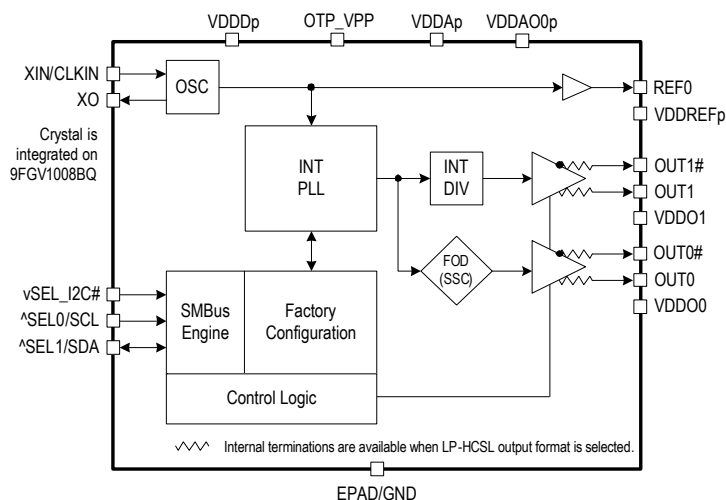 VDDDp
OTP_VPP
VDDAp
VDDAO0p
XIN/CLKIN
XO
OSC
REF0
VDDREFp
Crystal is
integrated on
9FGV1008BQ
INT
PLL
INT
DIV
OUT1#
OUT1
VDDO1
FOD
(SSC)
OUT0#
OUT0
VDDO0
vSEL_I2C#
^SEL0/SCL
^SEL1/SDA
SMBus
Engine
Factory
Configuration
Control Logic
Internal terminations are available when LP-HCSL output format is selected.
EPAD/GND